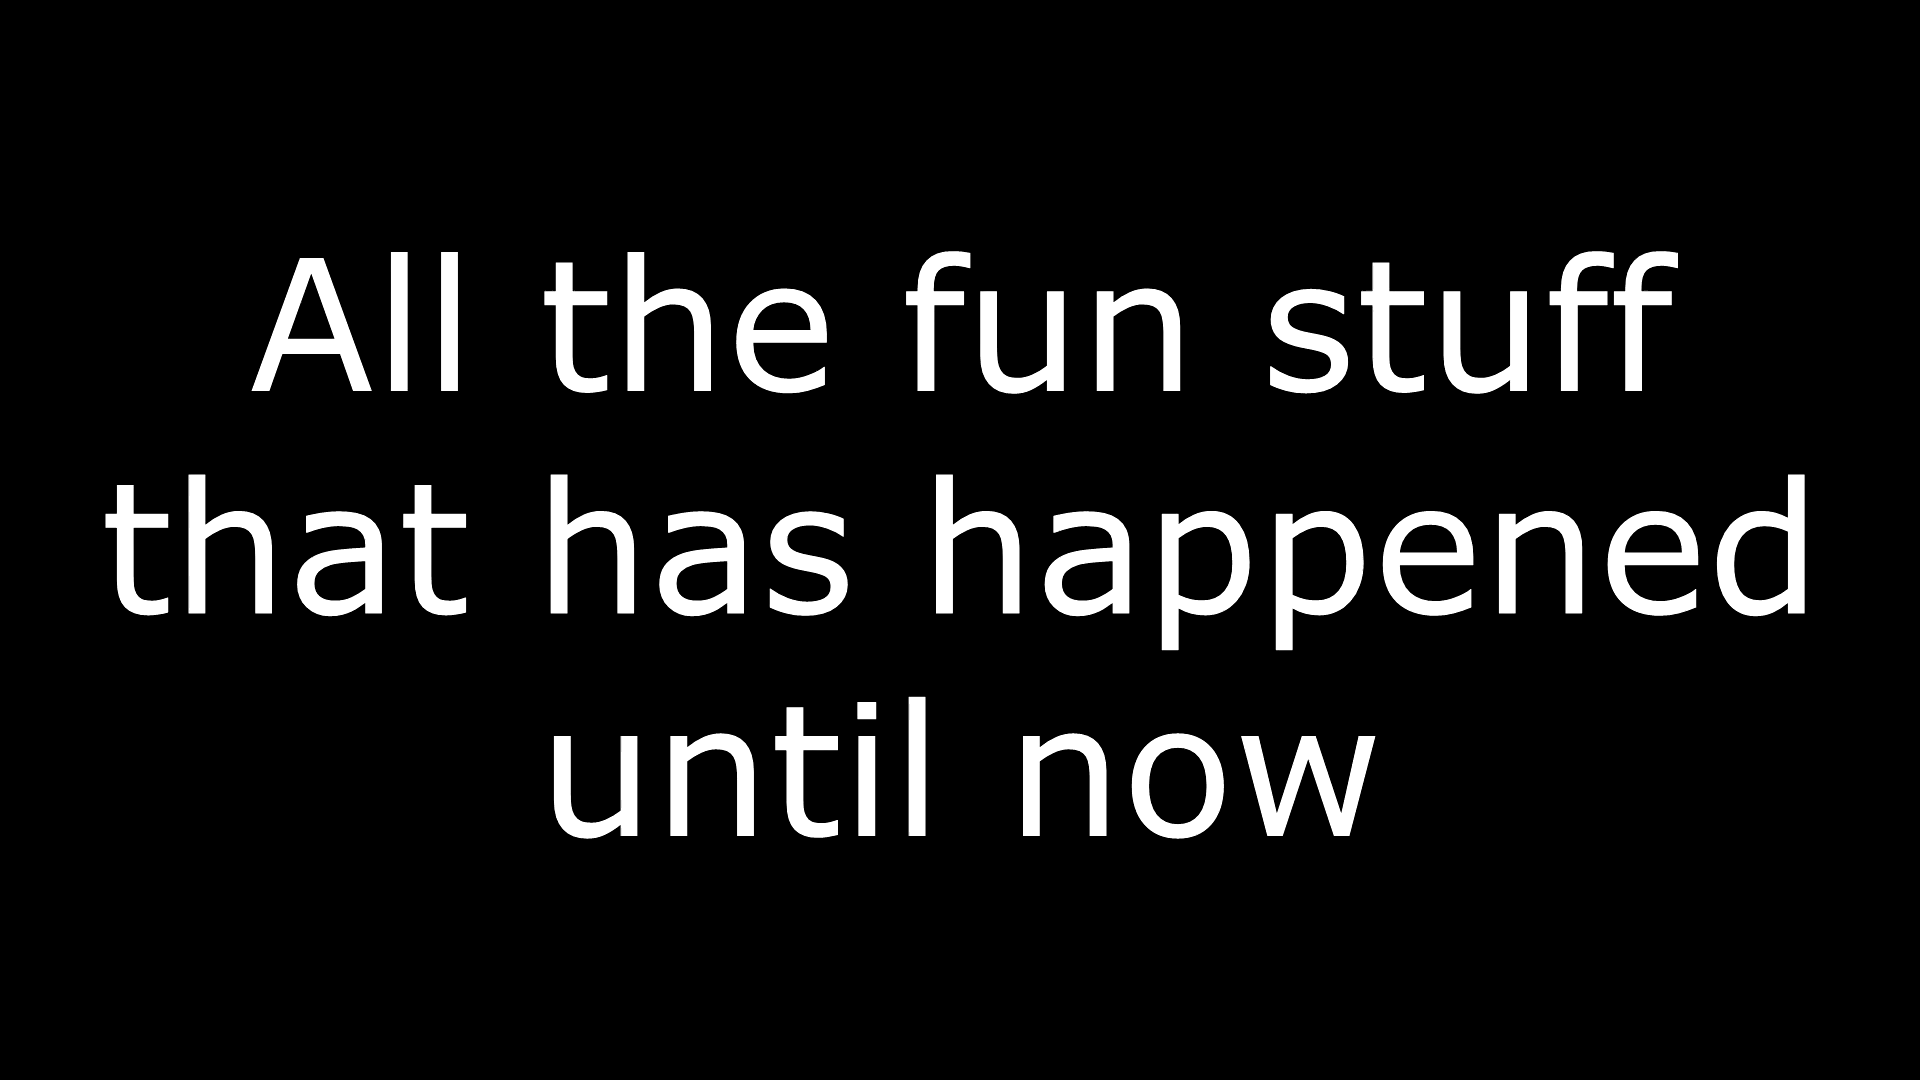 All the fun stuff
that has happened
until now